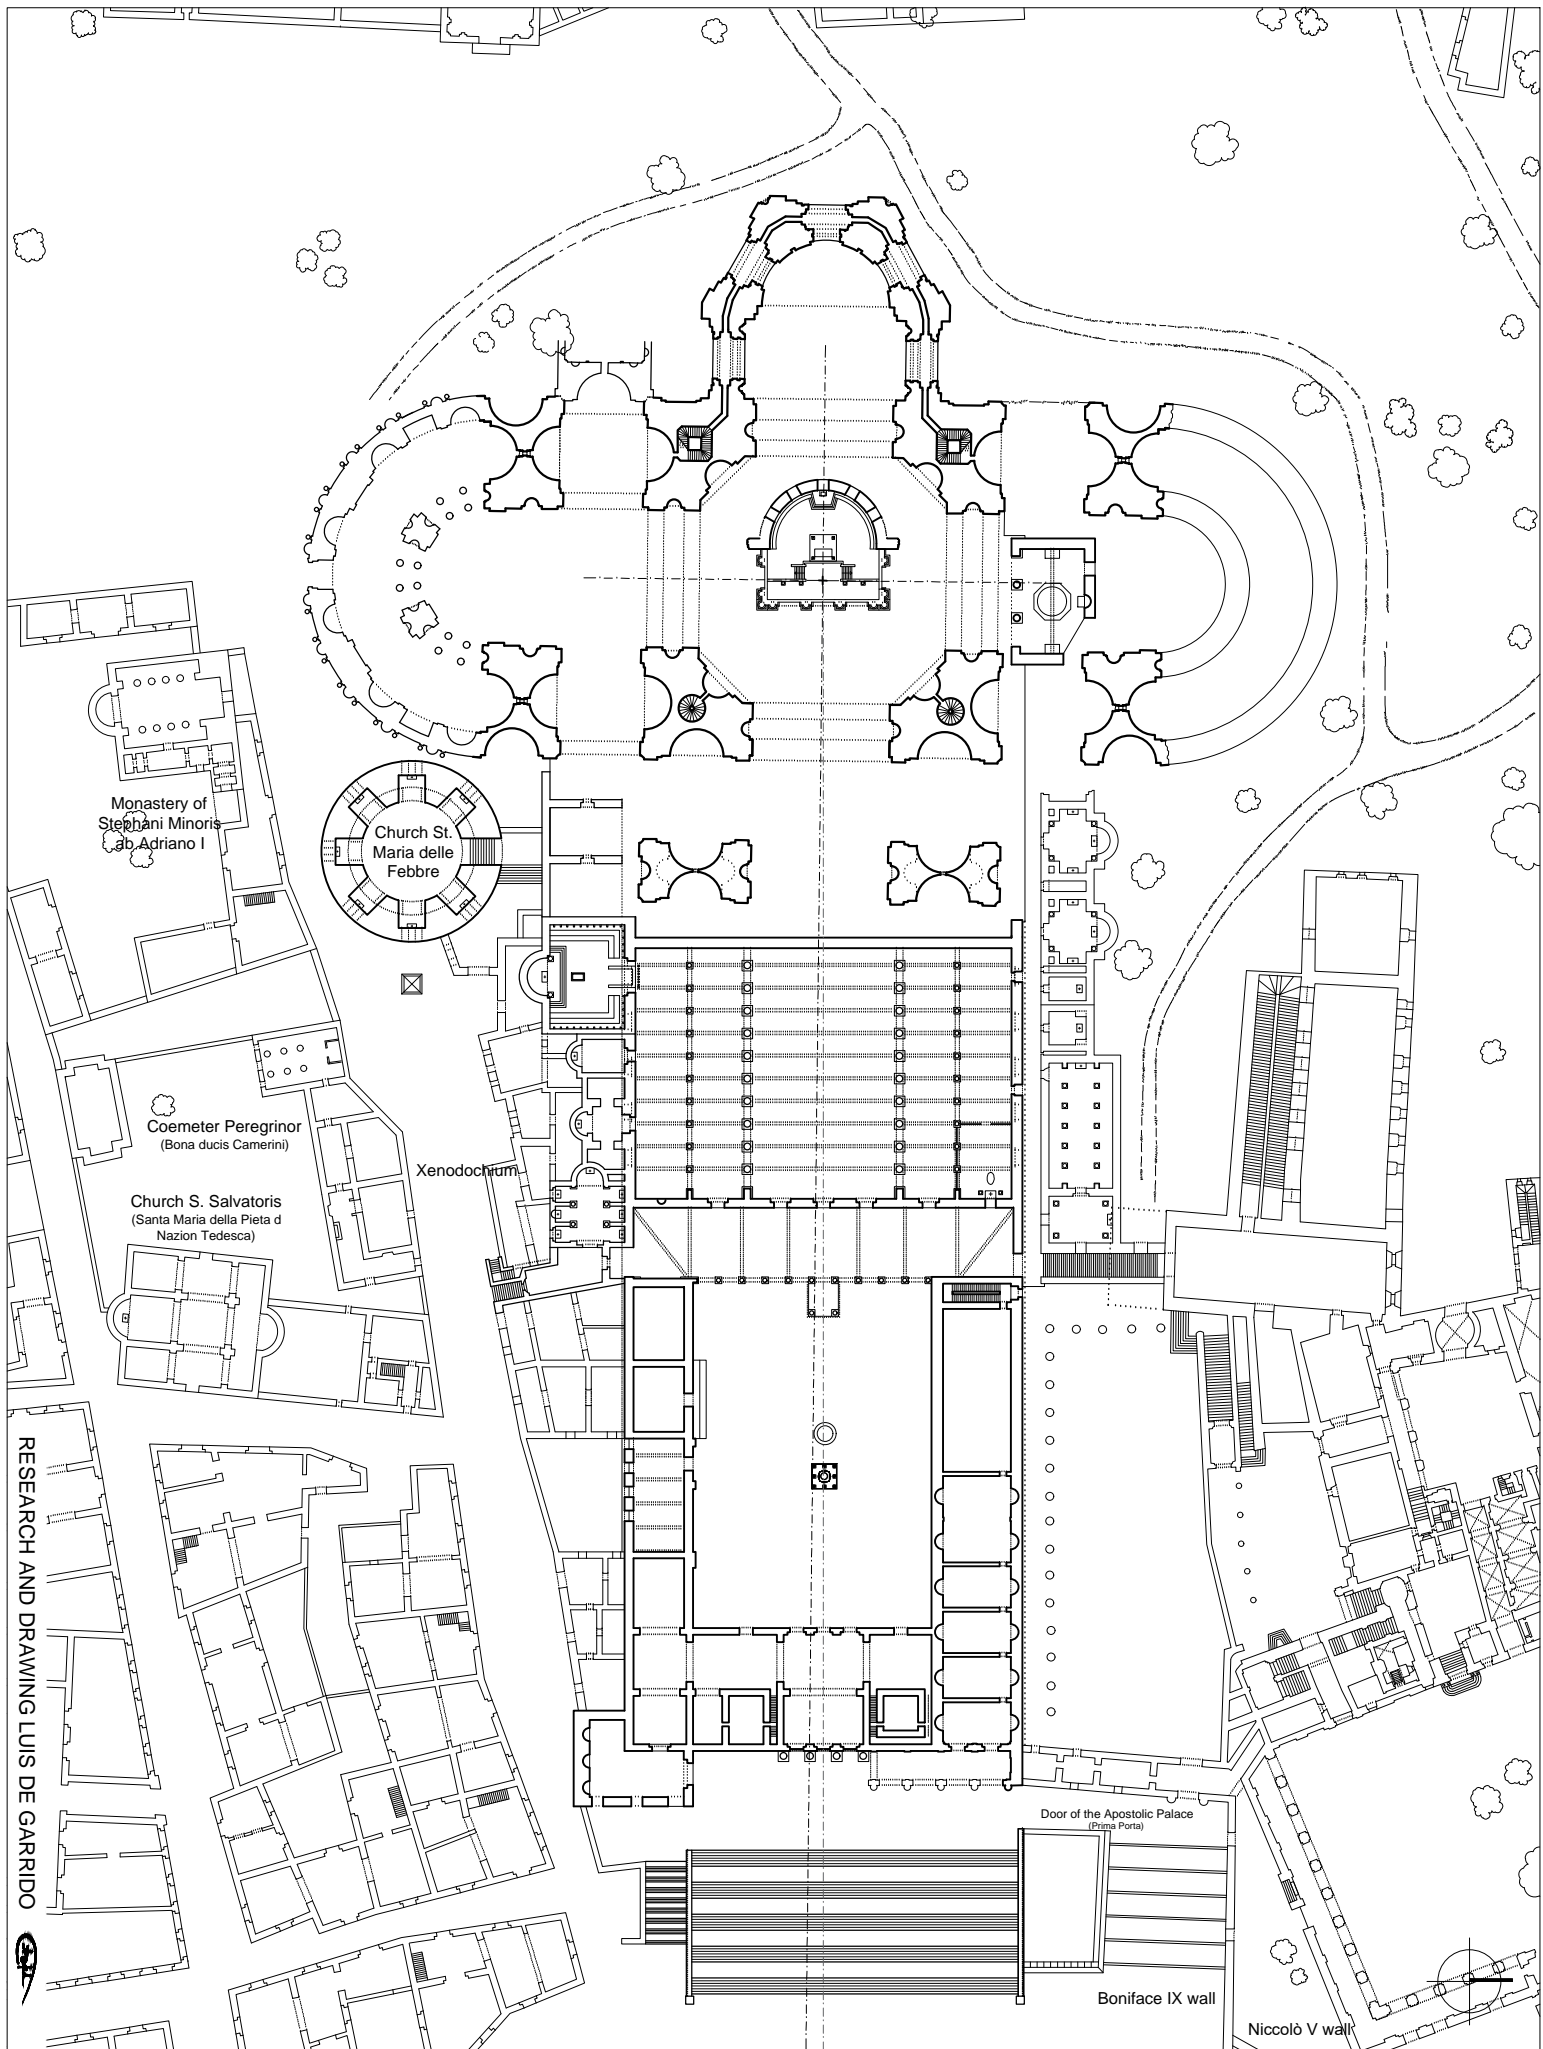 Monastery of
Stephani Minoris
ab Adriano I
Church St.
Maria delle
Febbre
Coemeter Peregrinor
(Bona ducis Camerini)
Xenodochium
Church S. Salvatoris
(Santa Maria della Pieta d
Nazion Tedesca)
RESEARCH AND DRAWING LUIS DE GARRIDO
Door of the Apostolic Palace
(Prima Porta)
Boniface IX wall
Niccolò V wall